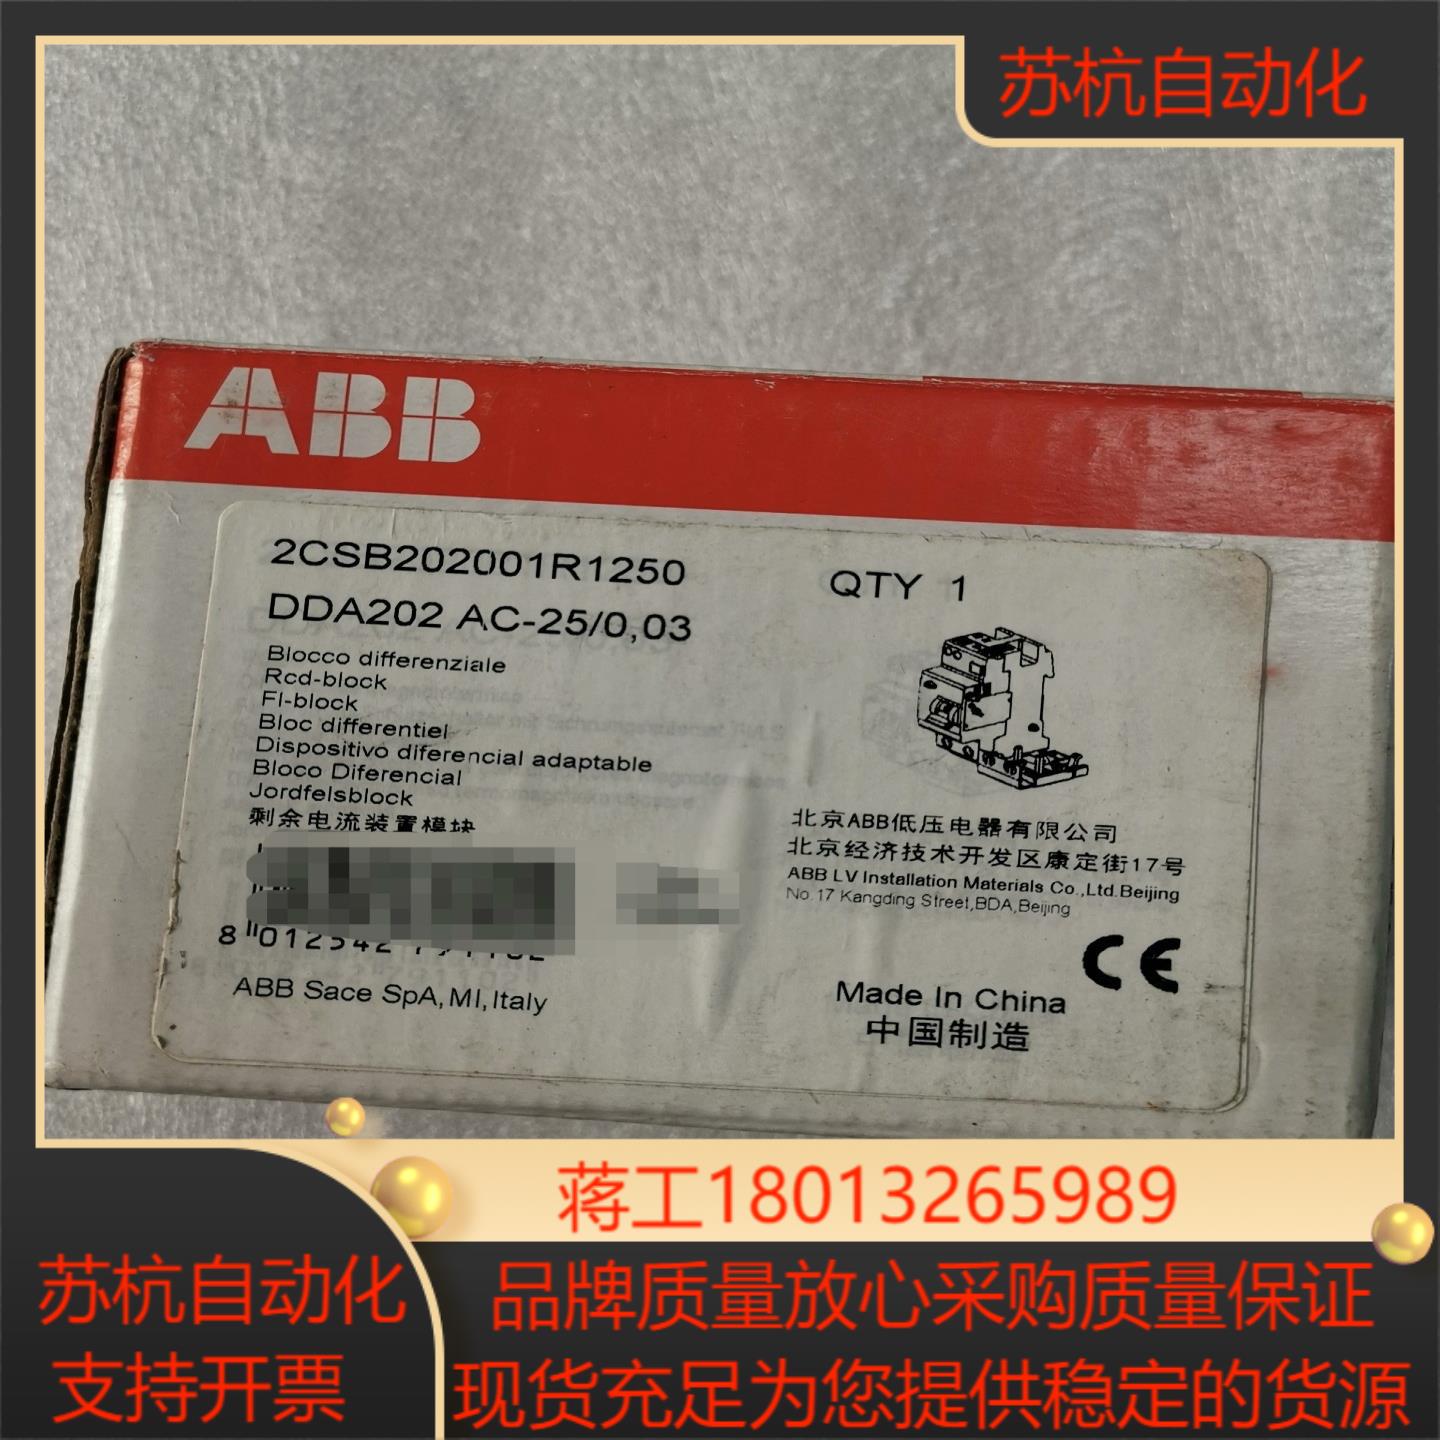 苏杭自动化
ABB
2CSB202001R1250
QTY 1
DDA202 AC-25/0,03
Blocco differenziale
Rcd-block
FI-block
Bloc differentiel
Dispositivo diferencial adaptable
Bloco Diferencial
Jordfelsblock
剩余电流装置模块
北京ABB低压电器有限公司
北京经济技术开发区康定街17号
ABB LV Installation Materials Co.,Ltd.Beijing
No.17 Kangding Street,BDA,Beijing
8 012542
ABB Sace SpA,MI,Italy
CE
Made In China
中国制造
蒋工18013265989
苏杭自动化
支持开票
品牌质量放心采购质量保证
现货充足为您提供稳定的货源